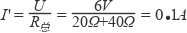 I' = U/R总 = 6V/(20Ω+40Ω) = 0●1A